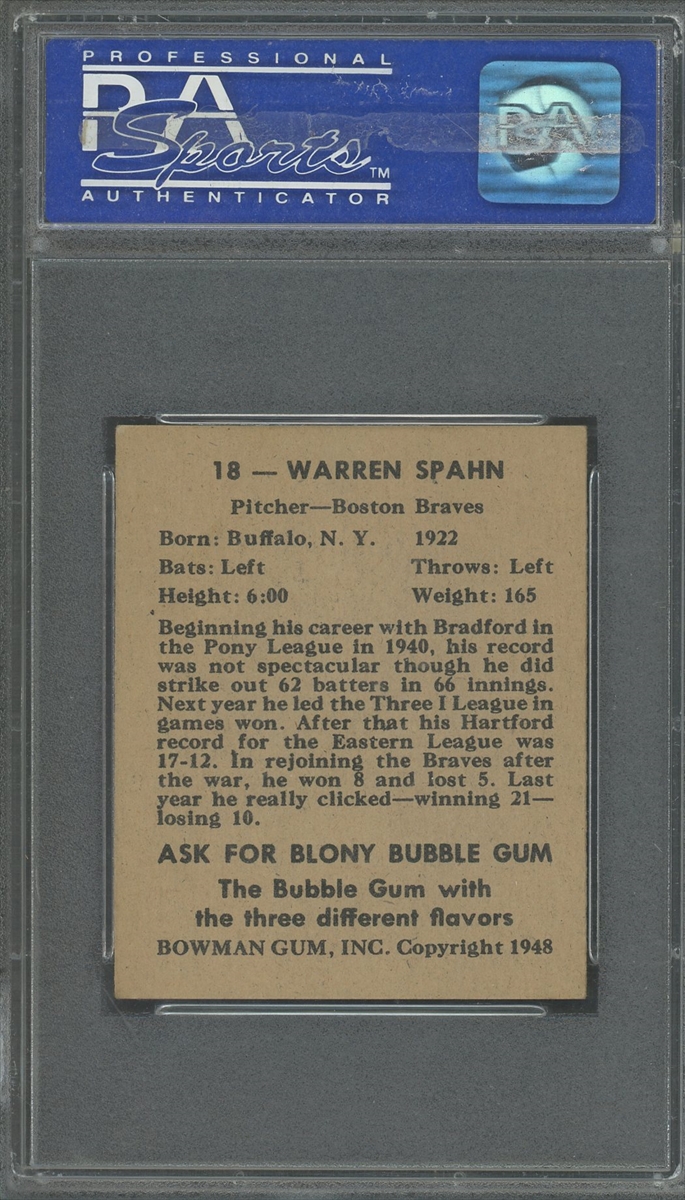 PROFESSIONAL
PSA
Sports™
AUTHENTICATOR
PSA
18 — WARREN SPAHN
Pitcher—Boston Braves
Born: Buffalo, N. Y. 1922
Bats: Left Throws: Left
Height: 6:00 Weight: 165
Beginning his career with Bradford in
the Pony League in 1940, his record
was not spectacular though he did
strike out 62 batters in 66 innings.
Next year he led the Three I League in
games won. After that his Hartford
record for the Eastern League was
17-12. In rejoining the Braves after
the war, he won 8 and lost 5. Last
year he really clicked—winning 21—
losing 10.
ASK FOR BLONY BUBBLE GUM
The Bubble Gum with
the three different flavors
BOWMAN GUM, INC. Copyright 1948